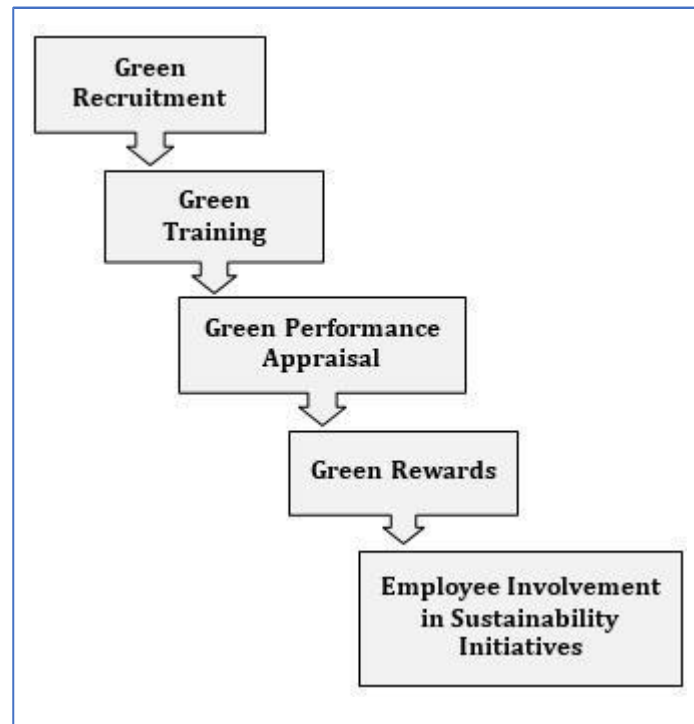 Green
Recruitment
Green
Training
Green Performance
Appraisal
Green Rewards
Employee Involvement
in Sustainability
Initiatives